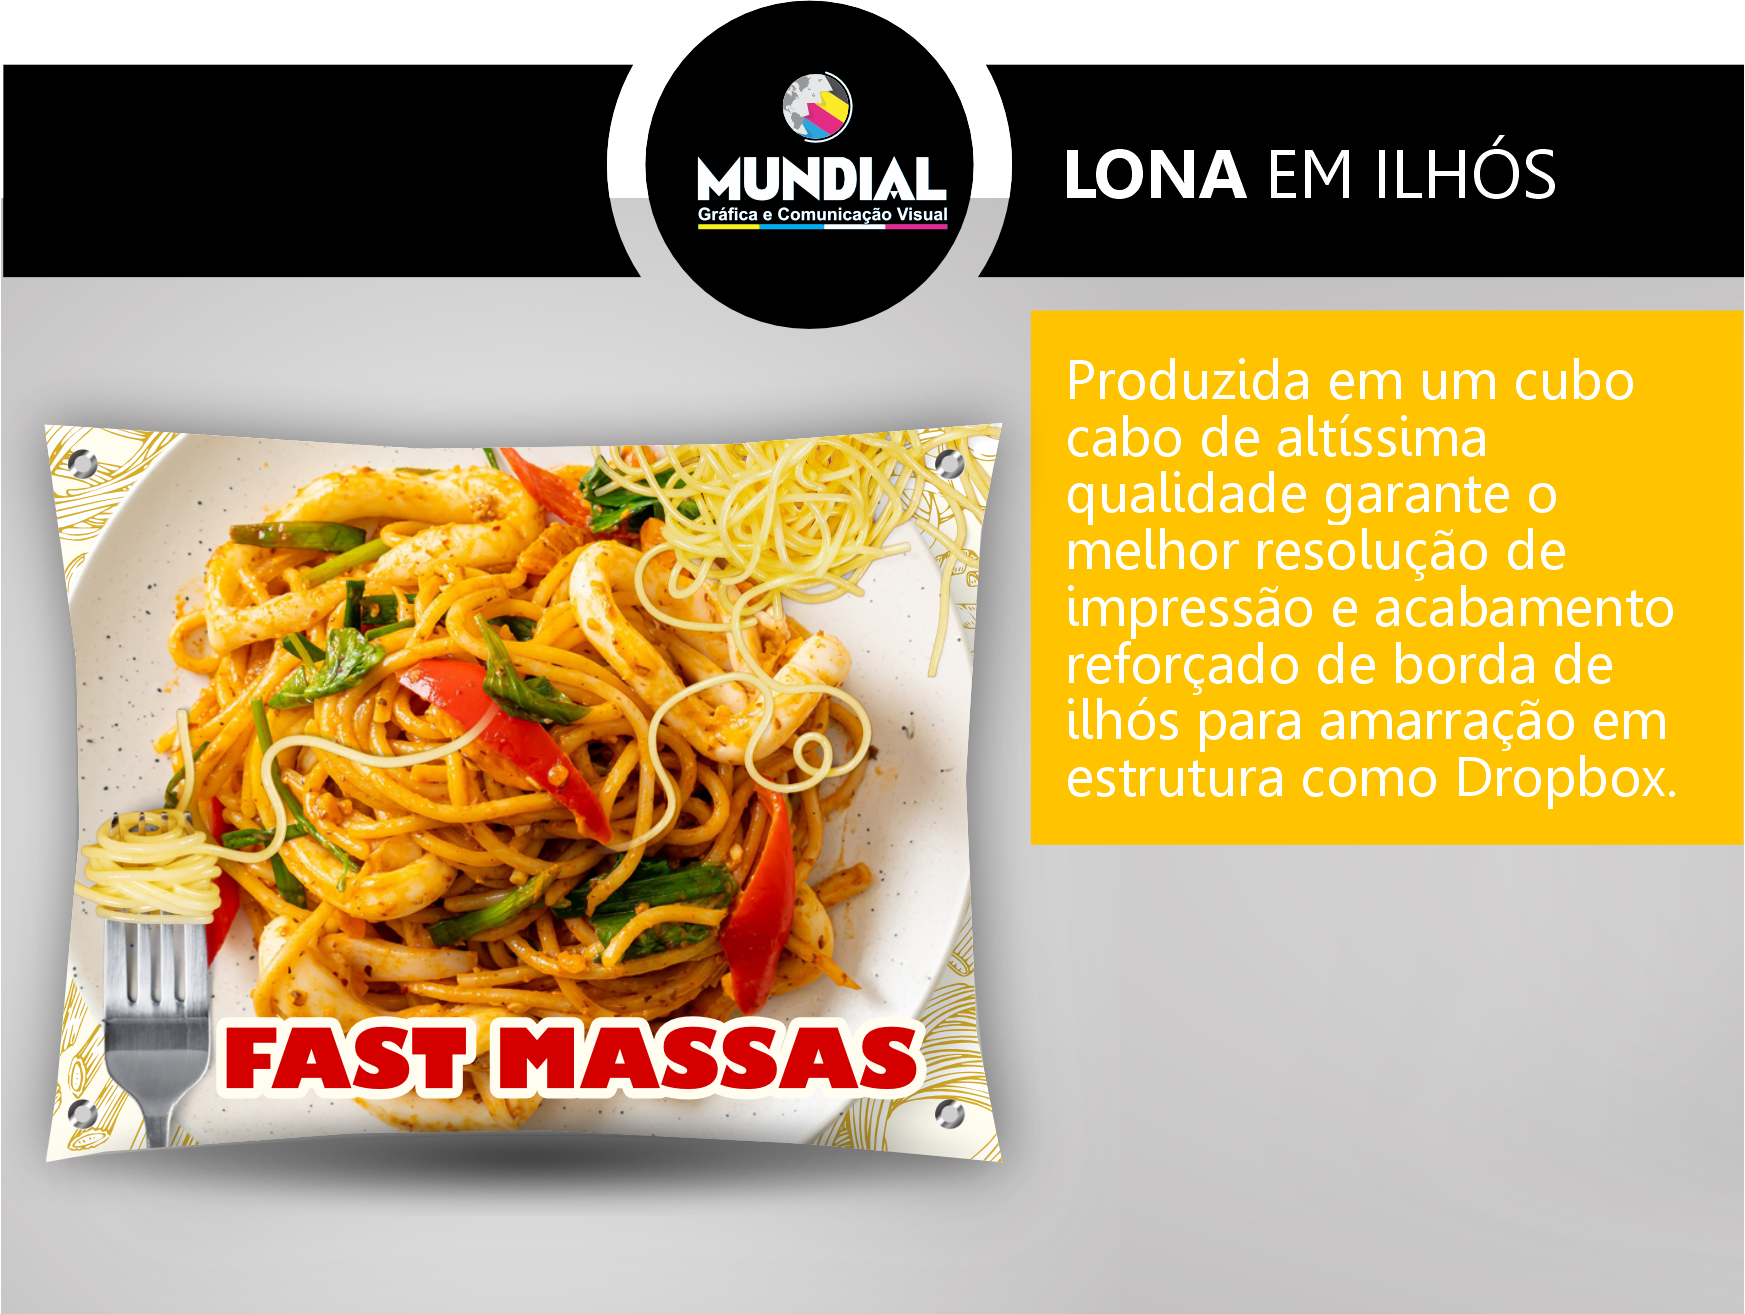 MUNDIAL
Gráfica e Comunicação Visual
LONA EM ILHÓS
Produzida em um cubo
cabo de altíssima
qualidade garante o
melhor resolução de
impressão e acabamento
reforçado de borda de
ilhós para amarração em
estrutura como Dropbox.
FAST MASSAS